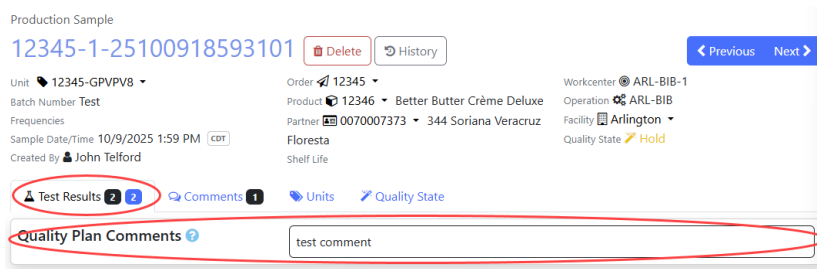 Production Sample
12345-1-25100918593101 Delete History Previous Next
Unit 12345-GPVPV8 Order 12345 Workcenter ARL-BIB-1
Batch Number Test Product 12346 Better Butter Crème Deluxe Operation ARL-BIB
Frequencies Partner 0070007373 344 Soriana Veracruz Facility Arlington
Sample Date/Time 10/9/2025 1:59 PM CDT Floresta Quality State Hold
Created By John Telford Shelf Life
Test Results 2 2 Comments 1 Units Quality State
Quality Plan Comments ? test comment